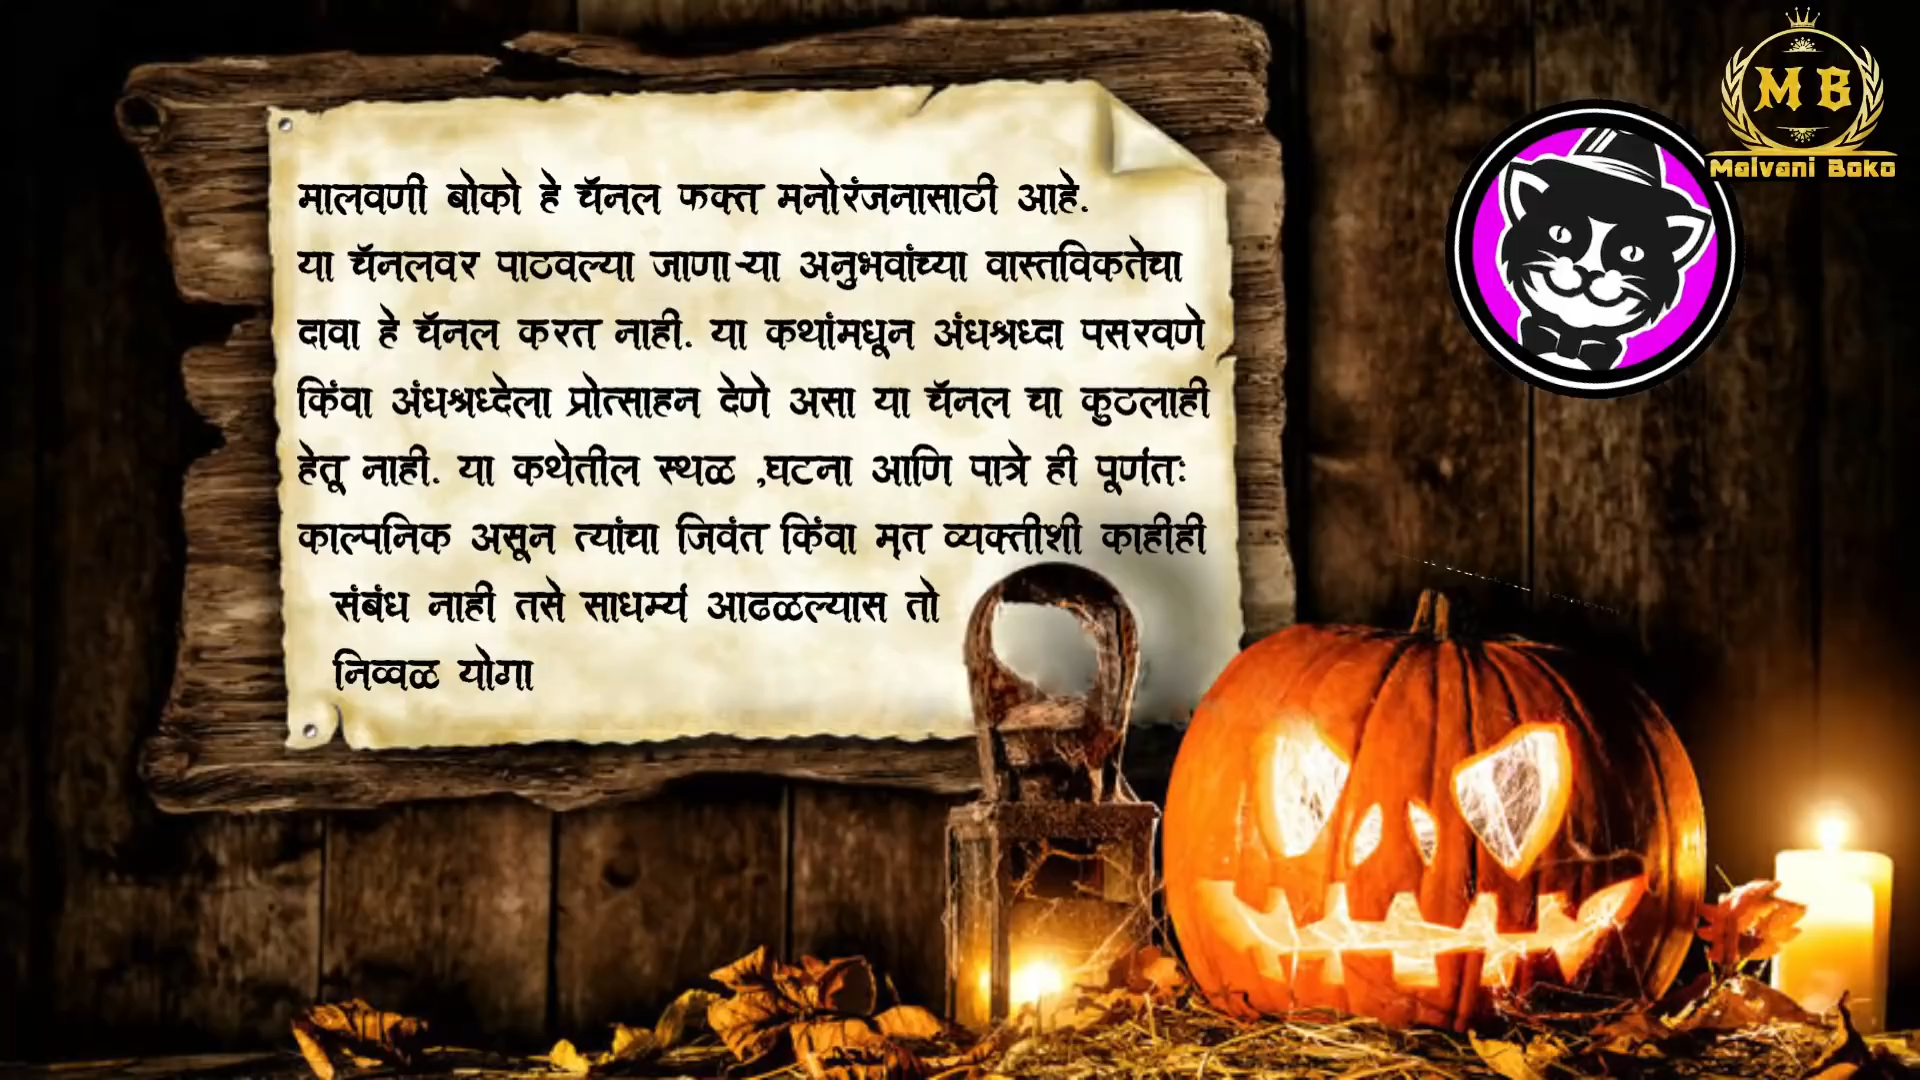 मालवणी बोको हे चॅनल फक्त मनोरंजनासाठी आहे.
या चॅनलवर पाठवल्या जाणाऱ्या अनुभवांच्या वास्तविकतेचा
दावा हे चॅनल करत नाही. या कथांमधून अंधश्रध्दा पसरवणे
किंवा अंधश्रध्देला प्रोत्साहन देणे असा या चॅनल चा कुठलाही
हेतू नाही. या कथेतील स्थळ ,घटना आणि पात्रे ही पूर्णतः
काल्पनिक असून त्यांचा जिवंत किंवा मृत व्यक्तीशी काहीही
संबंध नाही तसे साधर्म्य आढळल्यास तो
निव्वळ योगा
M B
Malvani Boko